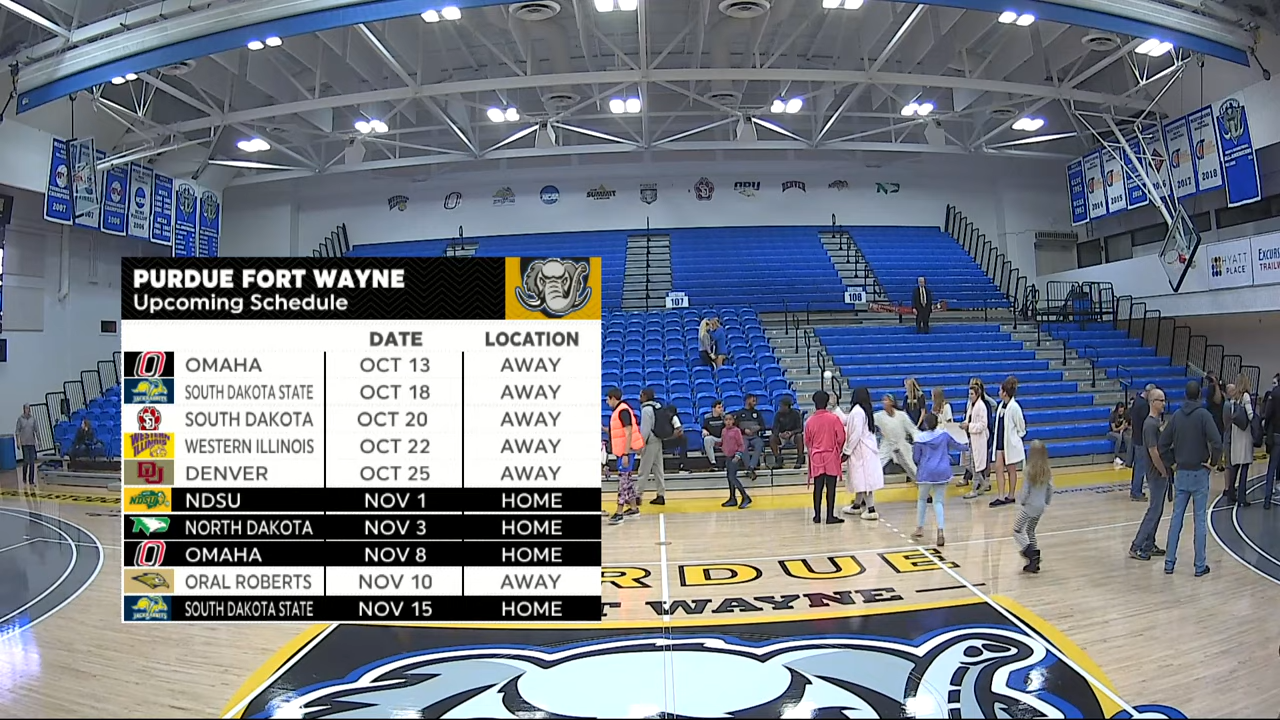 PURDUE FORT WAYNE
Upcoming Schedule
DATE LOCATION
OMAHA OCT 13 AWAY
SOUTH DAKOTA STATE OCT 18 AWAY
SOUTH DAKOTA OCT 20 AWAY
WESTERN ILLINOIS OCT 22 AWAY
DENVER OCT 25 AWAY
NDSU NOV 1 HOME
NORTH DAKOTA NOV 3 HOME
OMAHA NOV 8 HOME
ORAL ROBERTS NOV 10 AWAY
SOUTH DAKOTA STATE NOV 15 HOME
107
108
2007
2017
2018
HYATT
PLACE
RDUE
WAYNE